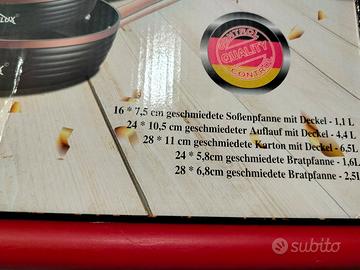 LUX
X
CONTROL
QUALITY
CONTROL
16 * 7,5 cm geschmiedete Soßenpfanne mit Deckel - 1,1 L
24 * 10,5 cm geschmiedeter Auflauf mit Deckel - 4,4 L
28 * 11 cm geschmiedete Karton mit Deckel - 6,5L
24 * 5,8cm geschmiedete Bratpfanne - 1,6L
28 * 6,8cm geschmiedete Bratpfanne - 2,5l
subito